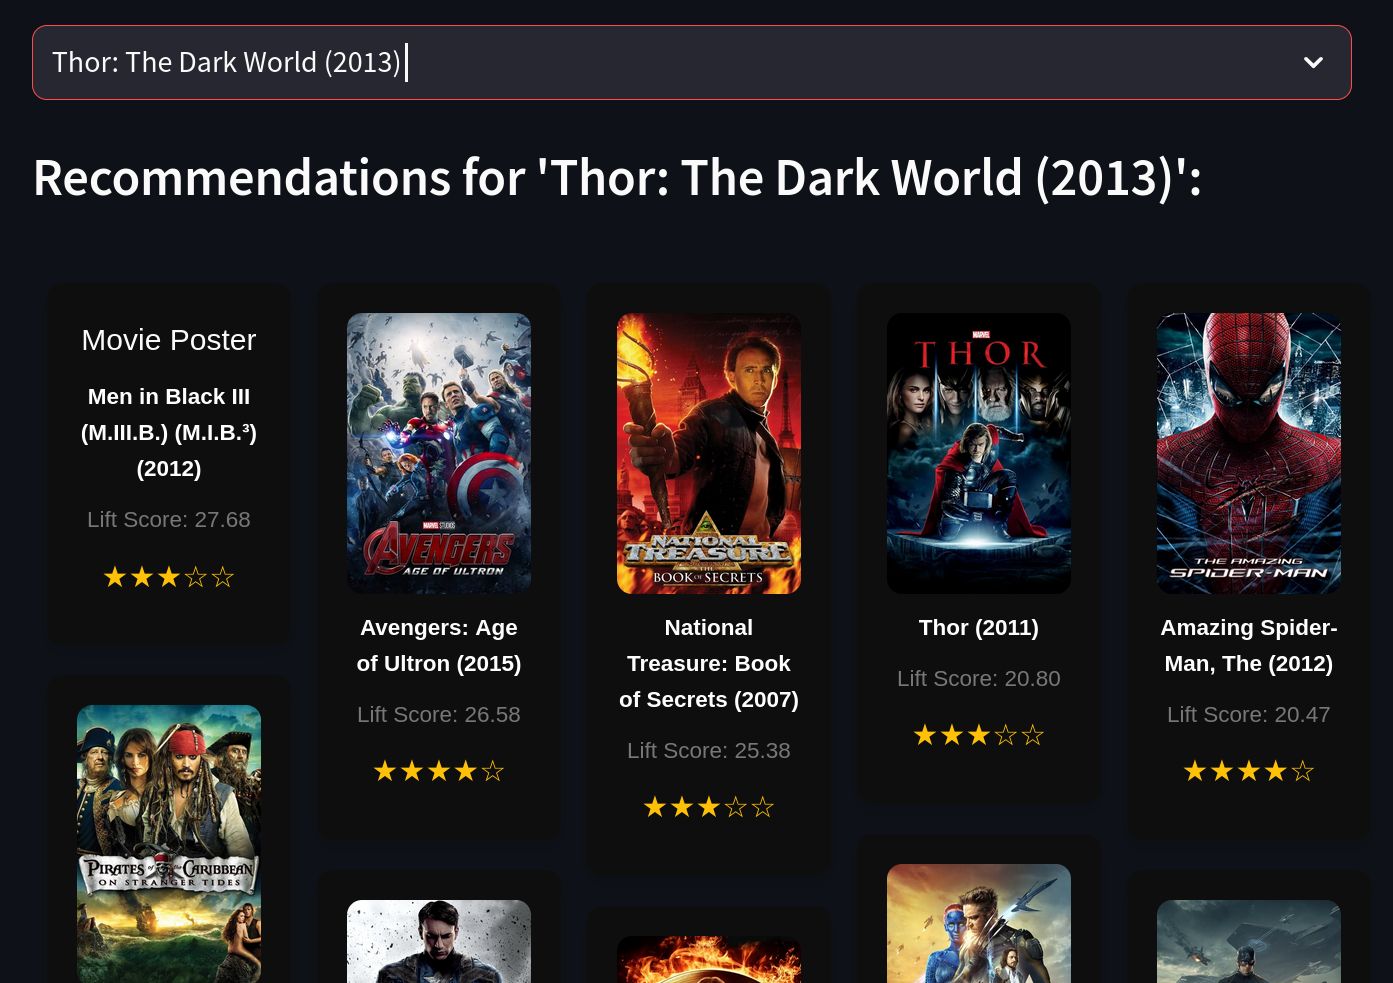 Thor: The Dark World (2013)
Recommendations for 'Thor: The Dark World (2013)':
Movie Poster
Men in Black III
(M.III.B.) (M.I.B.³)
(2012)
Lift Score: 27.68
★★★☆☆
MARVEL STUDIOS
AVENGERS
AGE OF ULTRON
Avengers: Age
of Ultron (2015)
Lift Score: 26.58
★★★★☆
NATIONAL
TREASURE
THE
BOOK OF SECRETS
National
Treasure: Book
of Secrets (2007)
Lift Score: 25.38
★★★☆☆
MARVEL
THOR
Thor (2011)
Lift Score: 20.80
★★★☆☆
THE AMAZING
SPIDER-MAN
Amazing Spider-
Man, The (2012)
Lift Score: 20.47
★★★★☆
PIRATES of the CARIBBEAN
ON STRANGER TIDES